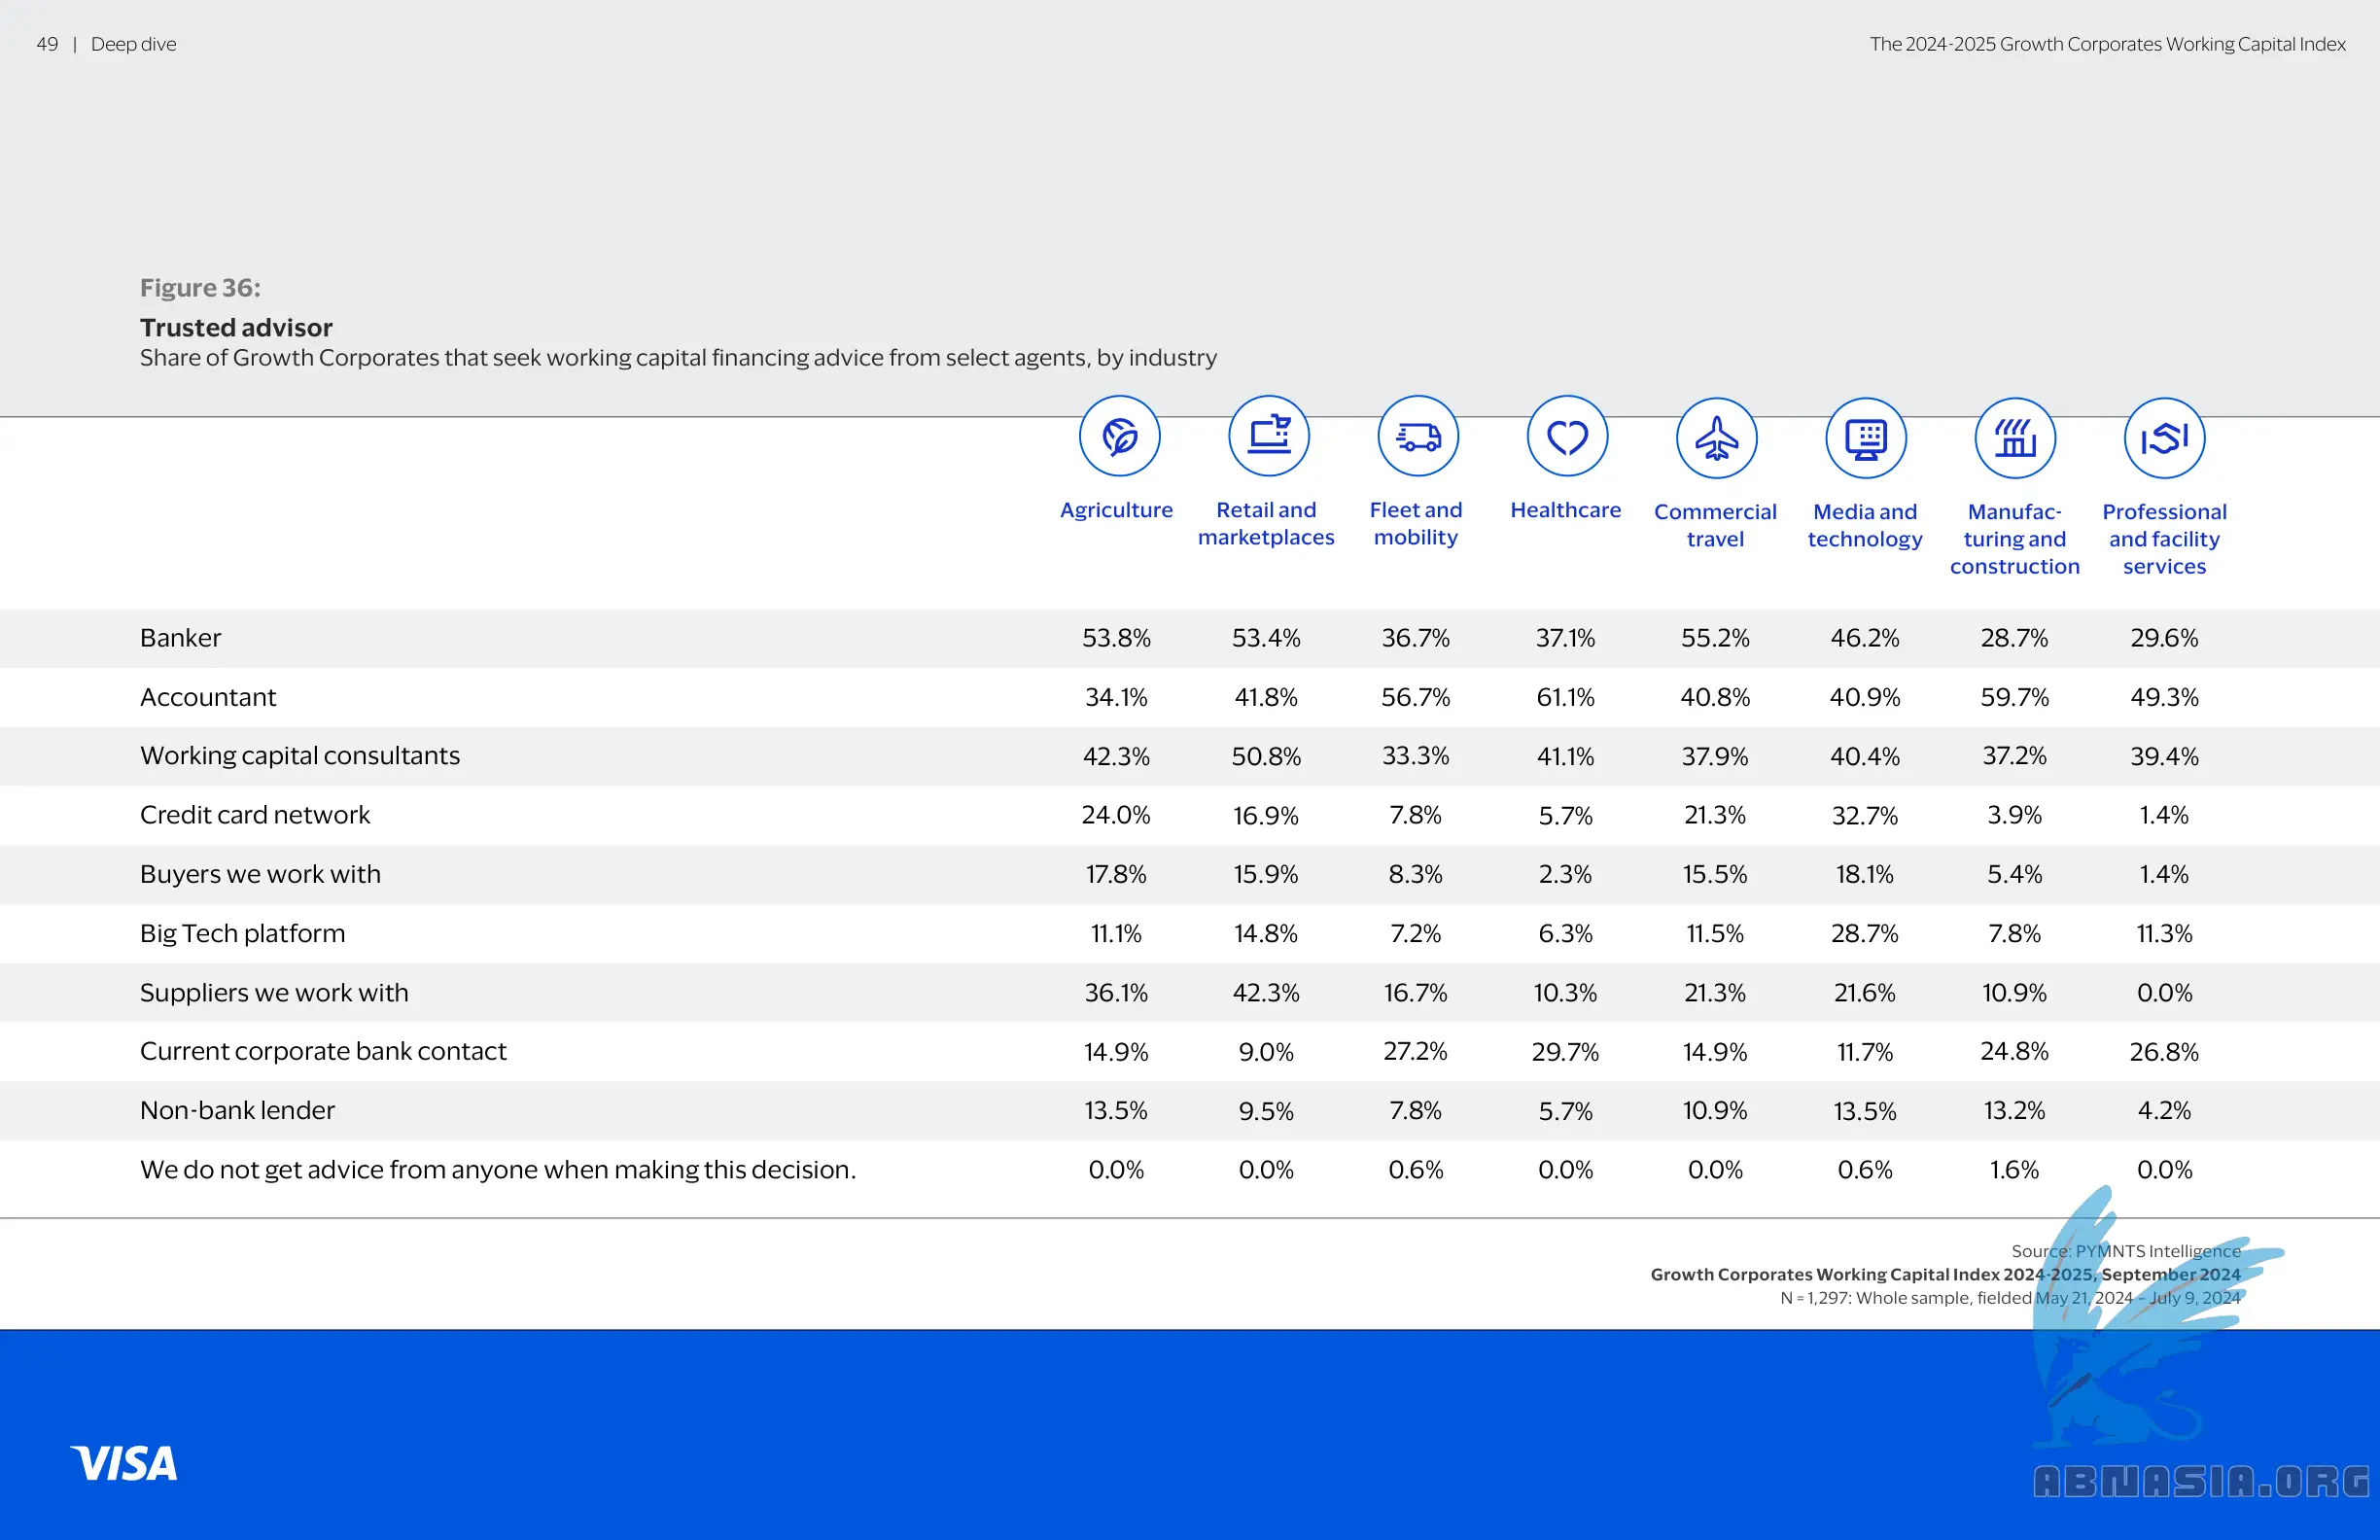 49 | Deep dive
The 2024-2025 Growth Corporates Working Capital Index
Figure 36:
Trusted advisor
Share of Growth Corporates that seek working capital financing advice from select agents, by industry
Agriculture
Retail and
marketplaces
Fleet and
mobility
Healthcare
Commercial
travel
Media and
technology
Manufac-
turing and
construction
Professional
and facility
services
Banker 53.8% 53.4% 36.7% 37.1% 55.2% 46.2% 28.7% 29.6%
Accountant 34.1% 41.8% 56.7% 61.1% 40.8% 40.9% 59.7% 49.3%
Working capital consultants 42.3% 50.8% 33.3% 41.1% 37.9% 40.4% 37.2% 39.4%
Credit card network 24.0% 16.9% 7.8% 5.7% 21.3% 32.7% 3.9% 1.4%
Buyers we work with 17.8% 15.9% 8.3% 2.3% 15.5% 18.1% 5.4% 1.4%
Big Tech platform 11.1% 14.8% 7.2% 6.3% 11.5% 28.7% 7.8% 11.3%
Suppliers we work with 36.1% 42.3% 16.7% 10.3% 21.3% 21.6% 10.9% 0.0%
Current corporate bank contact 14.9% 9.0% 27.2% 29.7% 14.9% 11.7% 24.8% 26.8%
Non-bank lender 13.5% 9.5% 7.8% 5.7% 10.9% 13.5% 13.2% 4.2%
We do not get advice from anyone when making this decision. 0.0% 0.0% 0.6% 0.0% 0.0% 0.6% 1.6% 0.0%
Source: PYMNTS Intelligence
Growth Corporates Working Capital Index 2024-2025, September 2024
N = 1,297: Whole sample, fielded May 21, 2024 – July 9, 2024
VISA
ABNASIA.ORG